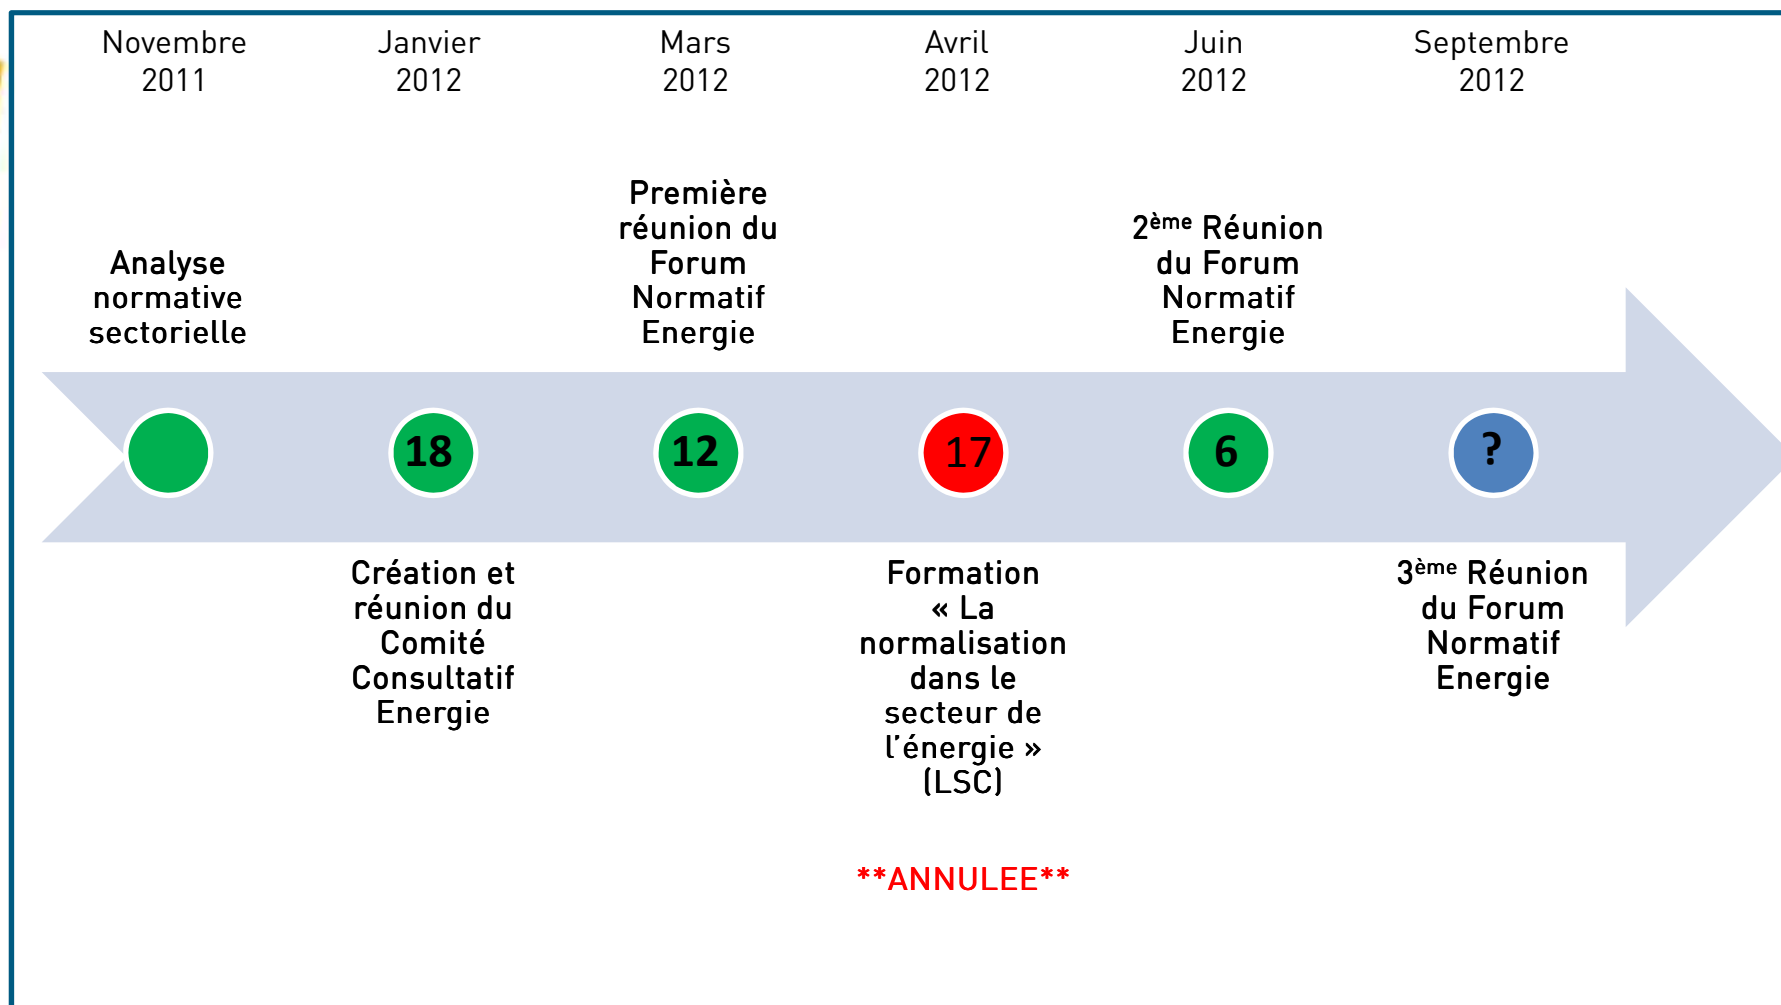 Novembre
2011
Janvier
2012
Mars
2012
Avril
2012
Juin
2012
Septembre
2012
Analyse
normative
sectorielle
Première
réunion du
Forum
Normatif
Energie
2ème Réunion
du Forum
Normatif
Energie
18
12
17
6
?
Création et
réunion du
Comité
Consultatif
Energie
Formation
« La
normalisation
dans le
secteur de
l’énergie »
(LSC)
**ANNULEE**
3ème Réunion
du Forum
Normatif
Energie